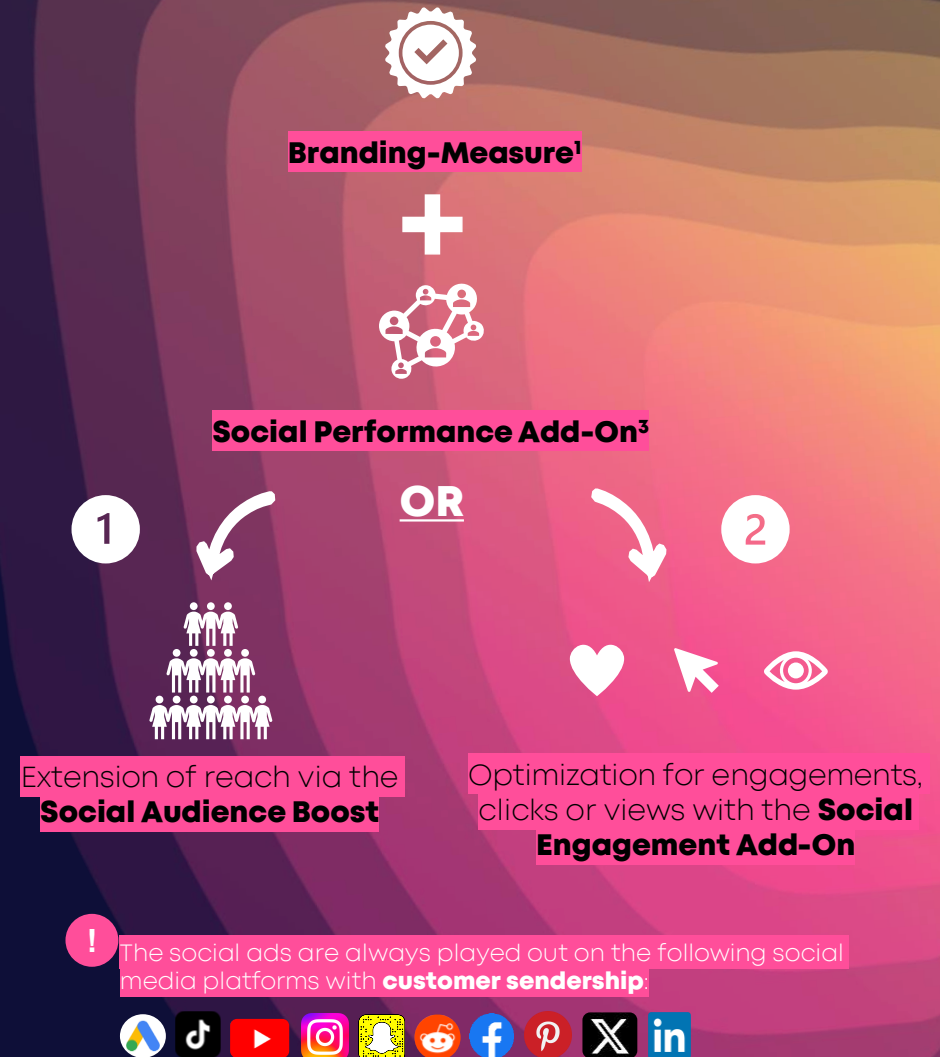 Branding-Measure¹
Social Performance Add-On³
OR
1
2
Extension of reach via the
Social Audience Boost
Optimization for engagements,
clicks or views with the Social
Engagement Add-On
!
The social ads are always played out on the following social
media platforms with customer sendership: